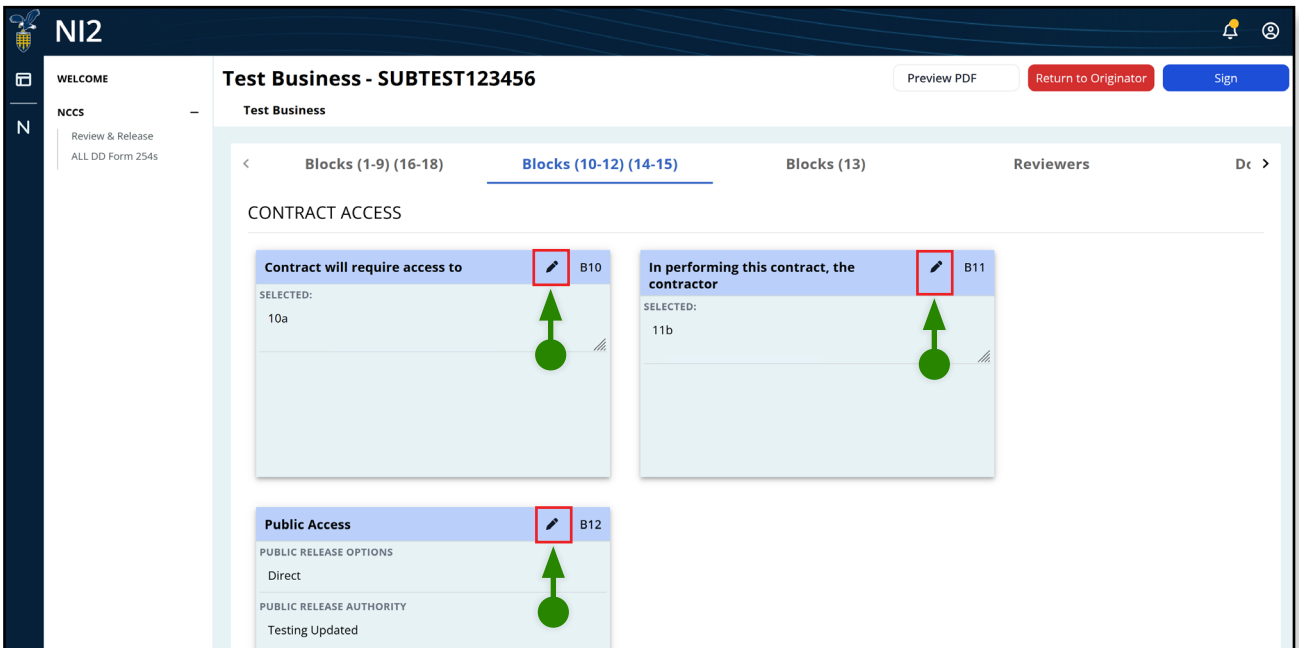 NI2
WELCOME
NCCS
Review & Release
ALL DD Form 254s
N
Test Business - SUBTEST123456
Preview PDF
Return to Originator
Sign
Test Business
Blocks (1-9) (16-18)
Blocks (10-12) (14-15)
Blocks (13)
Reviewers
CONTRACT ACCESS
Contract will require access to
B10
SELECTED:
10a
In performing this contract, the
contractor
B11
SELECTED:
11b
Public Access
B12
PUBLIC RELEASE OPTIONS
Direct
PUBLIC RELEASE AUTHORITY
Testing Updated